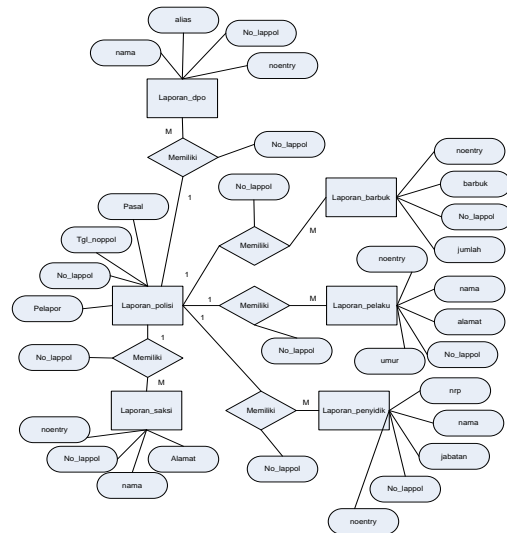 alias
No_lappol
nama
noentry
Laporan_dpo
M
Memiliki
No_lappol
1
noentry
barbuk
No_lappol
jumlah
Laporan_barbuk
No_lappol
Memiliki
M
1
Pasal
Tgl_noppol
No_lappol
Pelapor
Laporan_polisi
noentry
nama
alamat
No_lappol
umur
Laporan_pelaku
1
Memiliki
M
No_lappol
1
No_lappol
Memiliki
1
M
Laporan_saksi
noentry
No_lappol
nama
Alamat
Memiliki
M
Laporan_penyidik
No_lappol
nrp
nama
jabatan
No_lappol
noentry